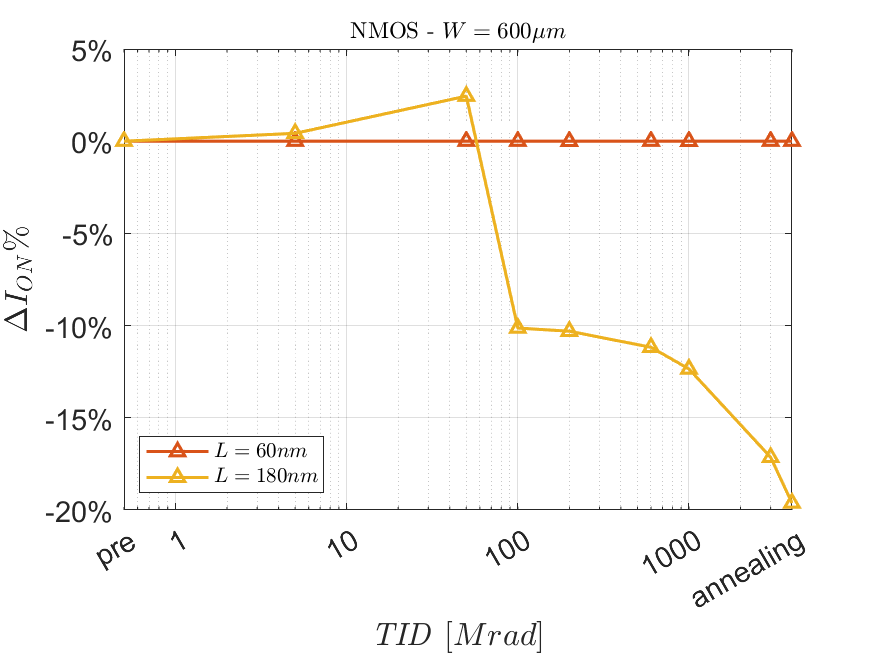 NMOS - W = 600μm
5%
0%
-5%
-10%
-15%
-20%
ΔI_ON%
L = 60nm
L = 180nm
pre 1 10 100 1000 annealing
TID [Mrad]